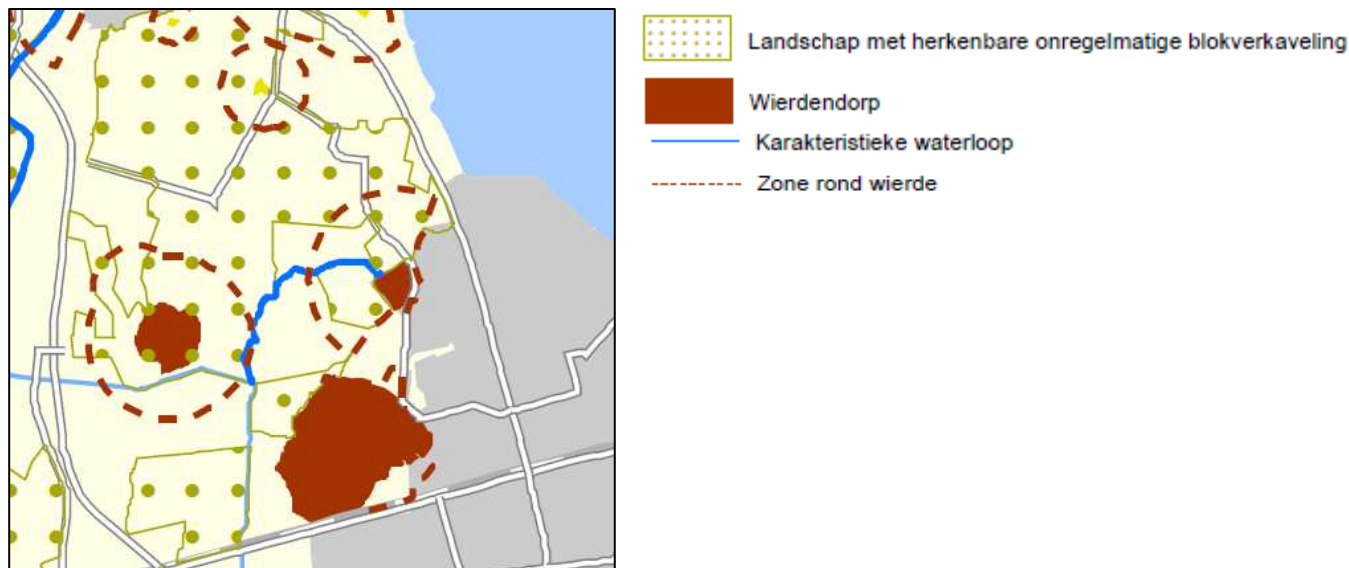 Landschap met herkenbare onregelmatige blokverkaveling
Wierdendorp
Karakteristieke waterloop
Zone rond wierde